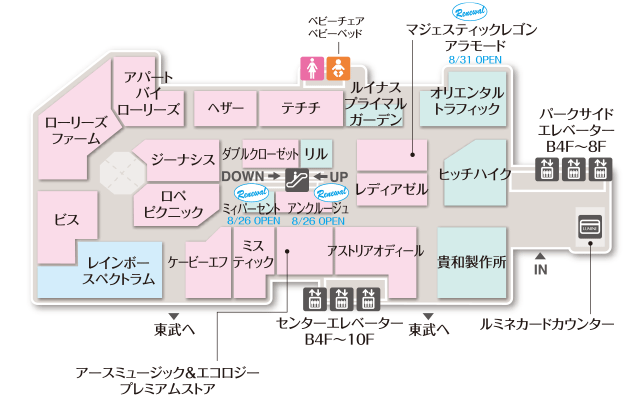 Renewal
ベビーチェア
ベビーベッド
マジェスティックレゴン
アラモード
8/31 OPEN
アパート
バイ
ローリーズ
ローリーズ
ファーム
ヘザー
テチチ
ルイナス
プライマル
ガーデン
オリエンタル
トラフィック
パークサイド
エレベーター
B4F〜8F
ジーナシス
ダブルクローゼット
リル
DOWN
UP
レディアゼル
ヒッチハイク
ロペ
ピクニック
Renewal
ミィパーセント
8/26 OPEN
Renewal
アンクルージュ
8/26 OPEN
ビス
レインボー
スペクトラム
ケービーエフ
ミス
ティック
アストリアオディール
貴和製作所
LUMINE
IN
東武へ
センターエレベーター
B4F〜10F
東武へ
ルミネカードカウンター
アースミュージック&エコロジー
プレミアムストア